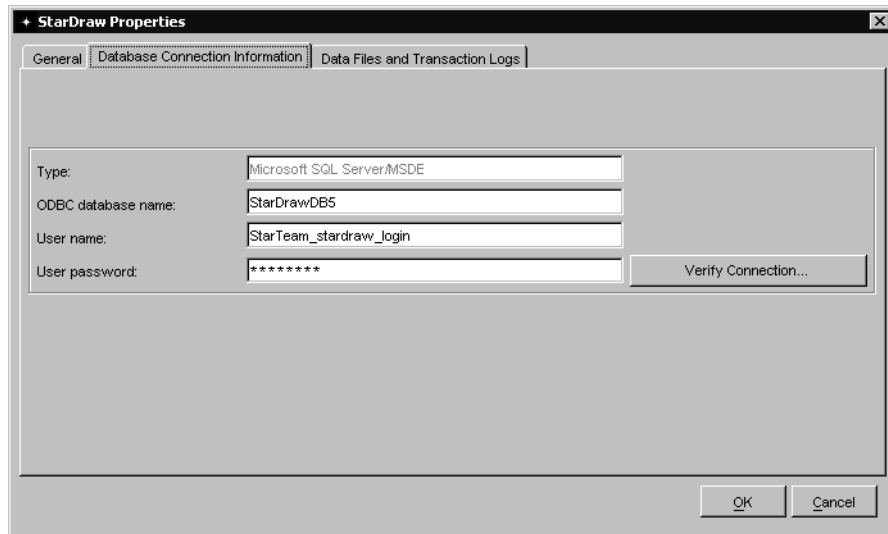 StarDraw Properties
General Database Connection Information Data Files and Transaction Logs
Type: Microsoft SQL Server/MSDE
ODBC database name: StarDrawDB5
User name: StarTeam_stardraw_login
User password: ******** Verify Connection...
OK Cancel